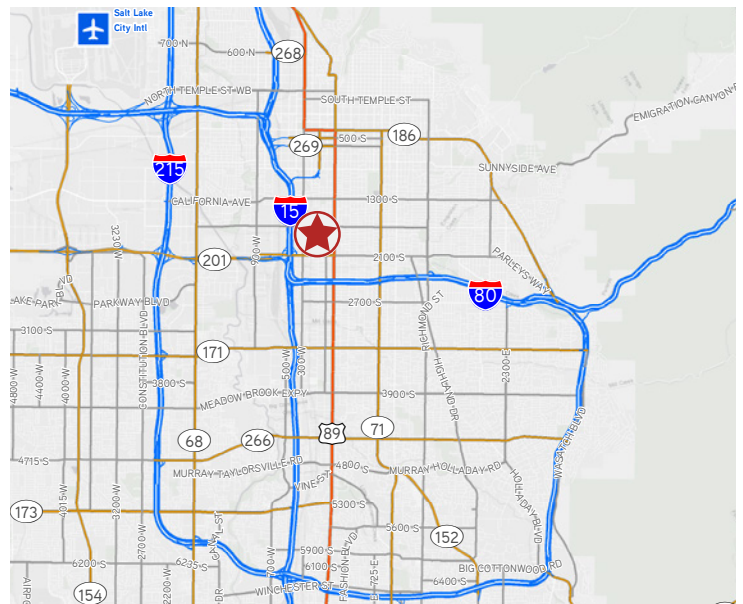 Salt Lake
City Intl
700 N
600 N
268
NORTH TEMPLE ST WB
SOUTH TEMPLE ST
EMIGRATION CANYON
186
500 S
269
SUNNYSIDE AVE
215
CALIFORNIA AVE
1300 S
15
3230 W
900 W
2100 S
PARLEYS WAY
201
80
PARKWAY BLVD
2700 S
RICHMOND ST
3100 S
171
CONSTITUTION BLVD
500 W
300 W
2300 E
4800 W
4400 W
4000 W
3800 S
HIGHLAND DR
MEADOW BROOK EXPY
3900 S
WASATCH BLVD
68
266
89
71
4715 S
MURRAY TAYLORSVILLE RD
4800 S
MURRAY HOLLADAY RD
VINE ST
HOLLADAY BLVD
4015 W
3200 W
5300 S
173
2700 W
CANAL ST
5600 S
152
FASHION BLVD
700 W
5900 S
6200 S
6235 S
6100 S
725 E
BIG COTTONWOOD RD
6400 S
WINCHESTER ST
2200 W
154